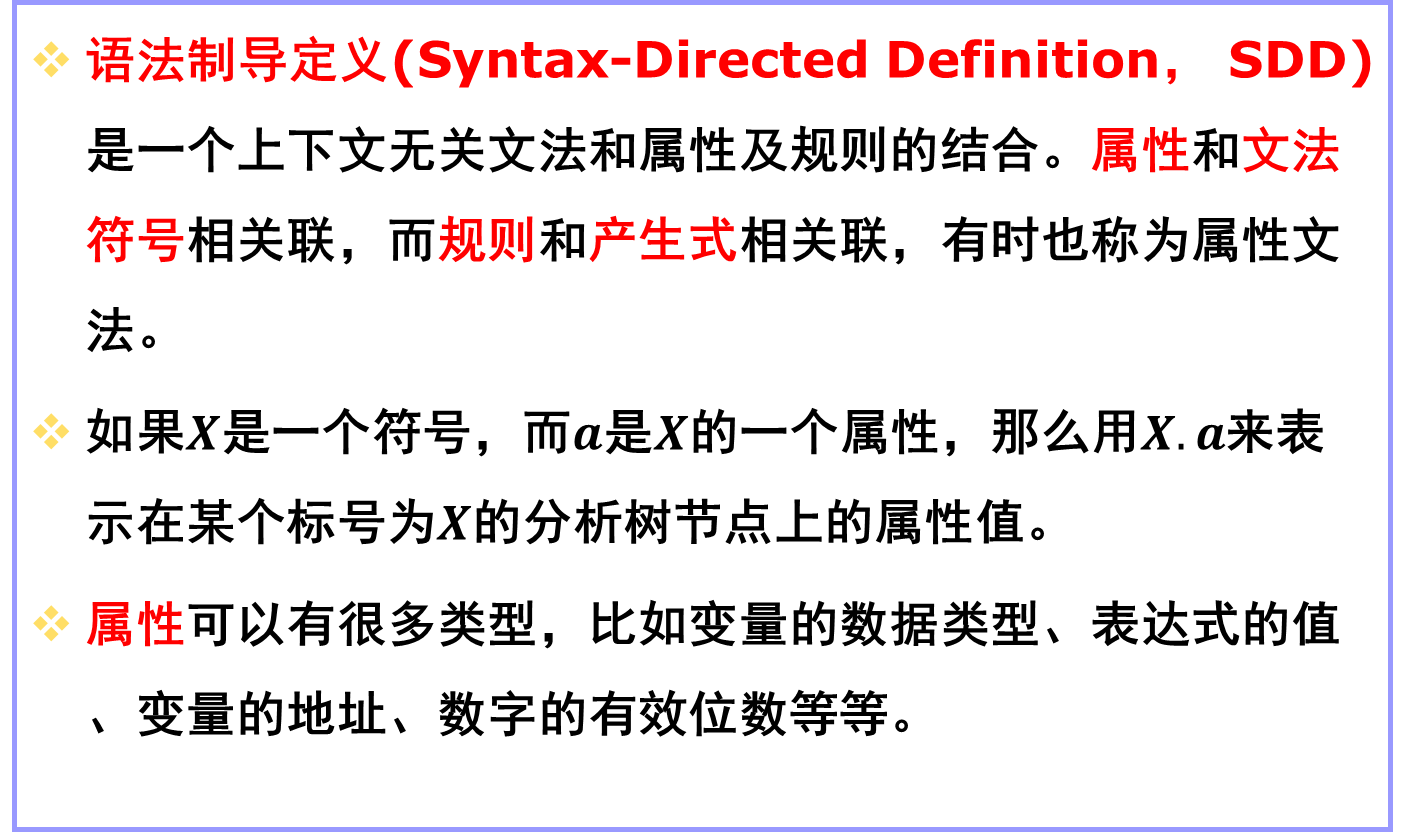 ❖ 语法制导定义(Syntax-Directed Definition， SDD)
是一个上下文无关文法和属性及规则的结合。属性和文法
符号相关联，而规则和产生式相关联，有时也称为属性文
法。
❖ 如果X是一个符号，而a是X的一个属性，那么用X.a来表
示在某个标号为X的分析树节点上的属性值。
❖ 属性可以有很多类型，比如变量的数据类型、表达式的值
、变量的地址、数字的有效位数等等。